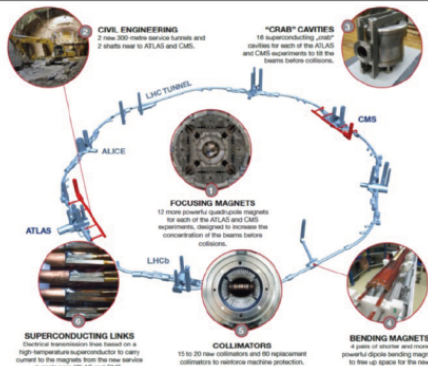 2
CIVIL ENGINEERING
2 new 300-metre service tunnels and
2 shafts near to ATLAS and CMS.
"CRAB" CAVITIES
16 superconducting „crab"
cavities for each of the ATLAS
and CMS experiments to tilt the
beams before collisions.
3
LHC TUNNEL
CMS
ALICE
1
FOCUSING MAGNETS
12 more powerful quadrupole magnets
for each of the ATLAS and CMS
experiments, designed to increase the
concentration of the beams before
collisions.
ATLAS
LHCb
6
5
4
SUPERCONDUCTING LINKS
Electrical transmission lines based on a
high-temperature superconductor to carry
current to the magnets from the new service
COLLIMATORS
15 to 20 new collimators and 60 replacement
collimators to reinforce machine protection.
BENDING MAGNETS
4 pairs of shorter and more
powerful dipole bending magnets
to free up space for the new